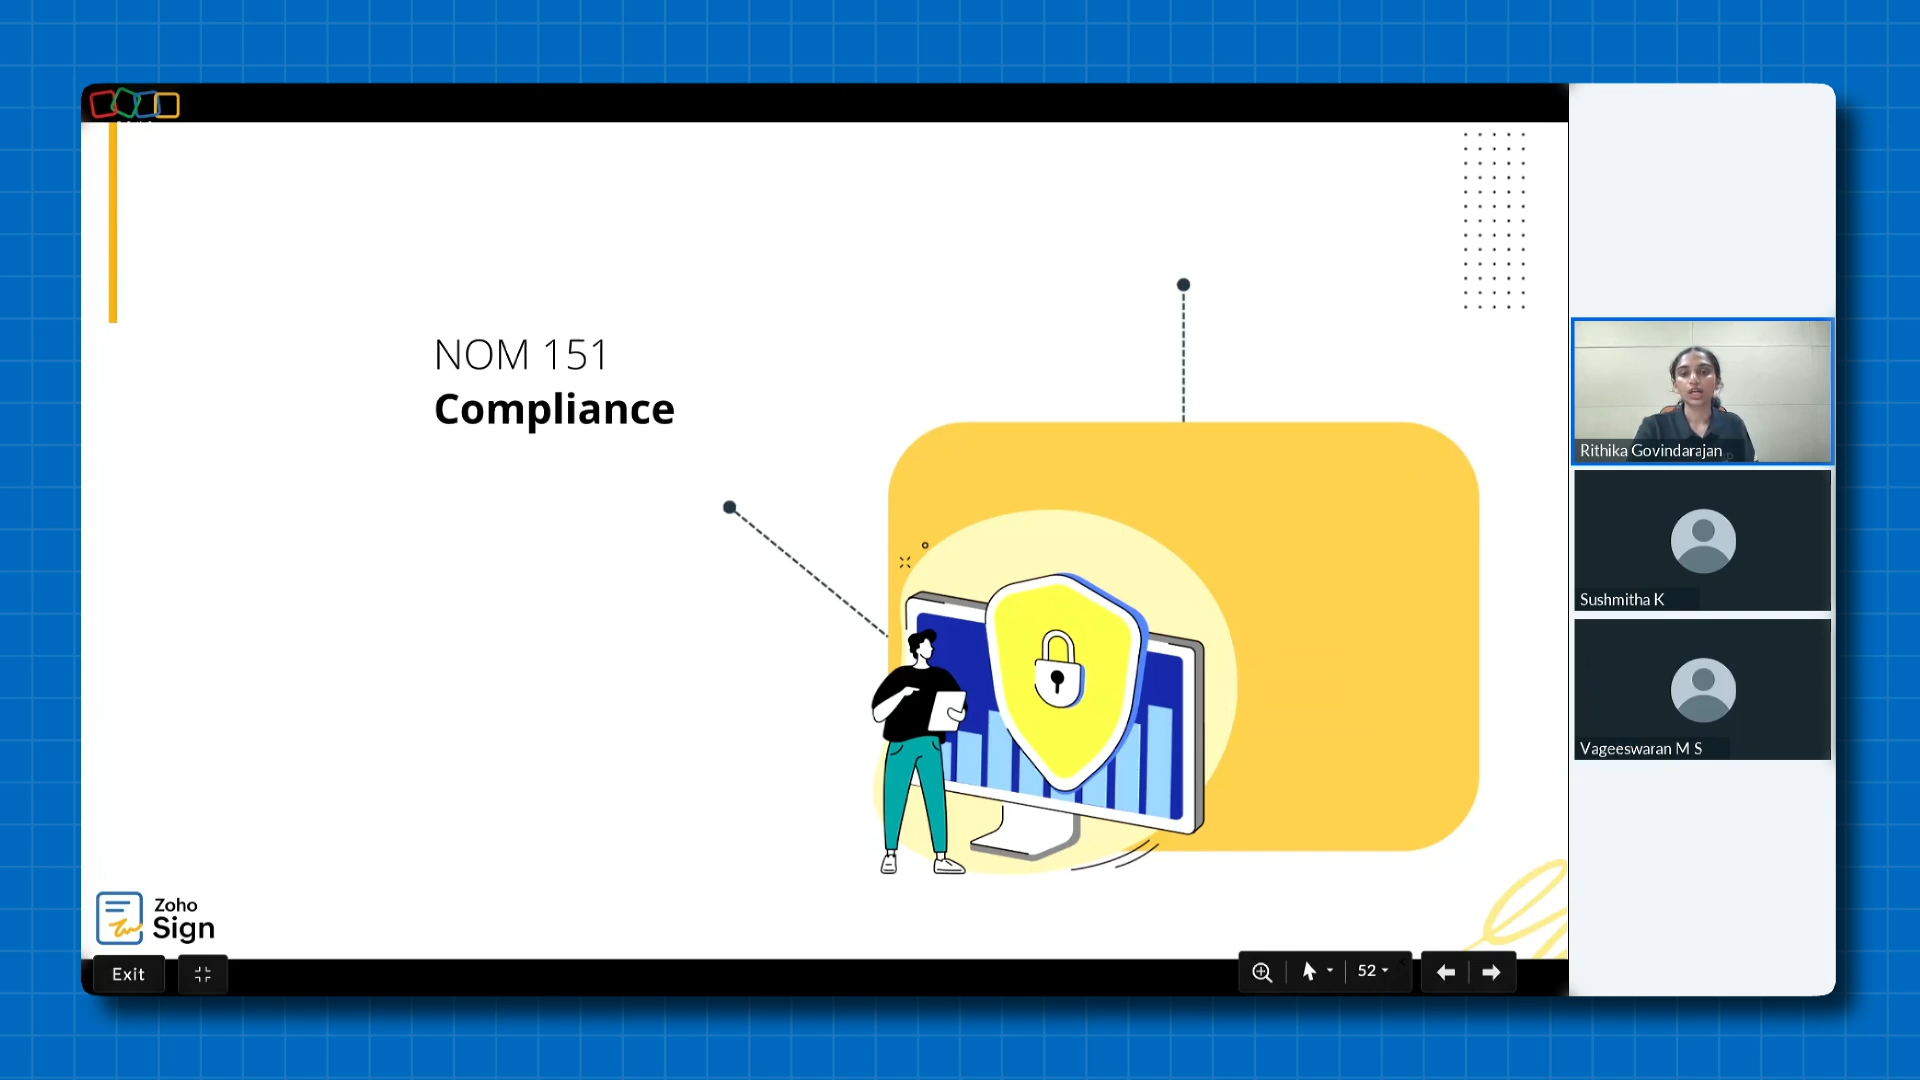 NOM 151
Compliance
Rithika Govindarajan
Sushmitha K
Vageeswaran M S
Zoho
Sign
Exit
52